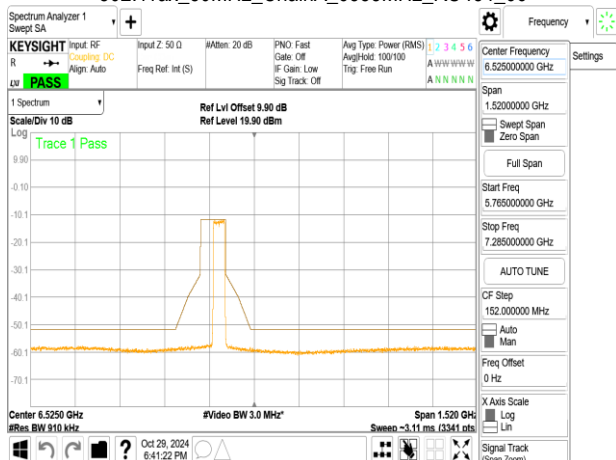 Spectrum Analyzer 1
Swept SA
+
Frequency
KEYSIGHT
Input: RF
Input Z: 50 Ω
#Atten: 20 dB
PNO: Fast
Avg Type: Power (RMS)
1 2 3 4 5 6
R
Coupling: DC
Gate: Off
Avg|Hold: 100/100
A W W W W W
Align: Auto
Freq Ref: Int (S)
IF Gain: Low
Trig: Free Run
LXI
PASS
Sig Track: Off
A N N N N N
Center Frequency
6.525000000 GHz
Settings
Span
1.52000000 GHz
Swept Span
Zero Span
Full Span
Start Freq
5.765000000 GHz
Stop Freq
7.285000000 GHz
AUTO TUNE
CF Step
152.000000 MHz
Auto
Man
Freq Offset
0 Hz
X Axis Scale
Log
Lin
Signal Track
(Span Zoom)
1 Spectrum
Ref Lvl Offset 9.90 dB
Scale/Div 10 dB
Ref Level 19.90 dBm
Log
Trace 1 Pass
9.90
-0.10
-10.1
-20.1
-30.1
-40.1
-50.1
-60.1
-70.1
Center 6.5250 GHz
#Video BW 3.0 MHz*
Span 1.520 GHz
#Res BW 910 kHz
Sweep ~3.11 ms (3341 pts
?
Oct 29, 2024
6:41:22 PM